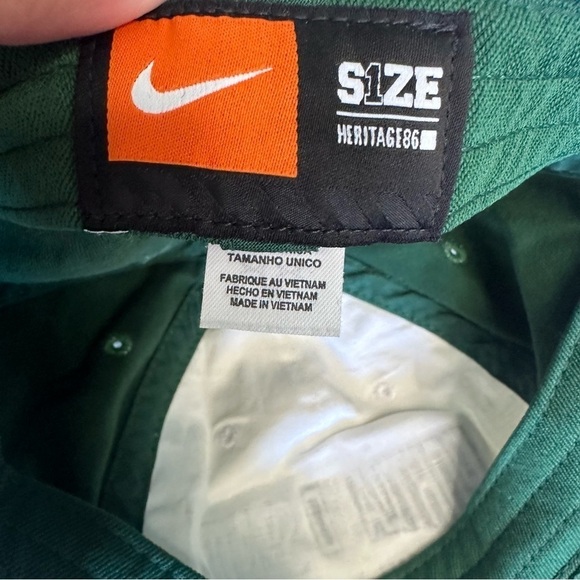 S1ZE
HERITAGE86
TAMANHO UNICO
FABRIQUE AU VIETNAM
HECHO EN VIETNAM
MADE IN VIETNAM